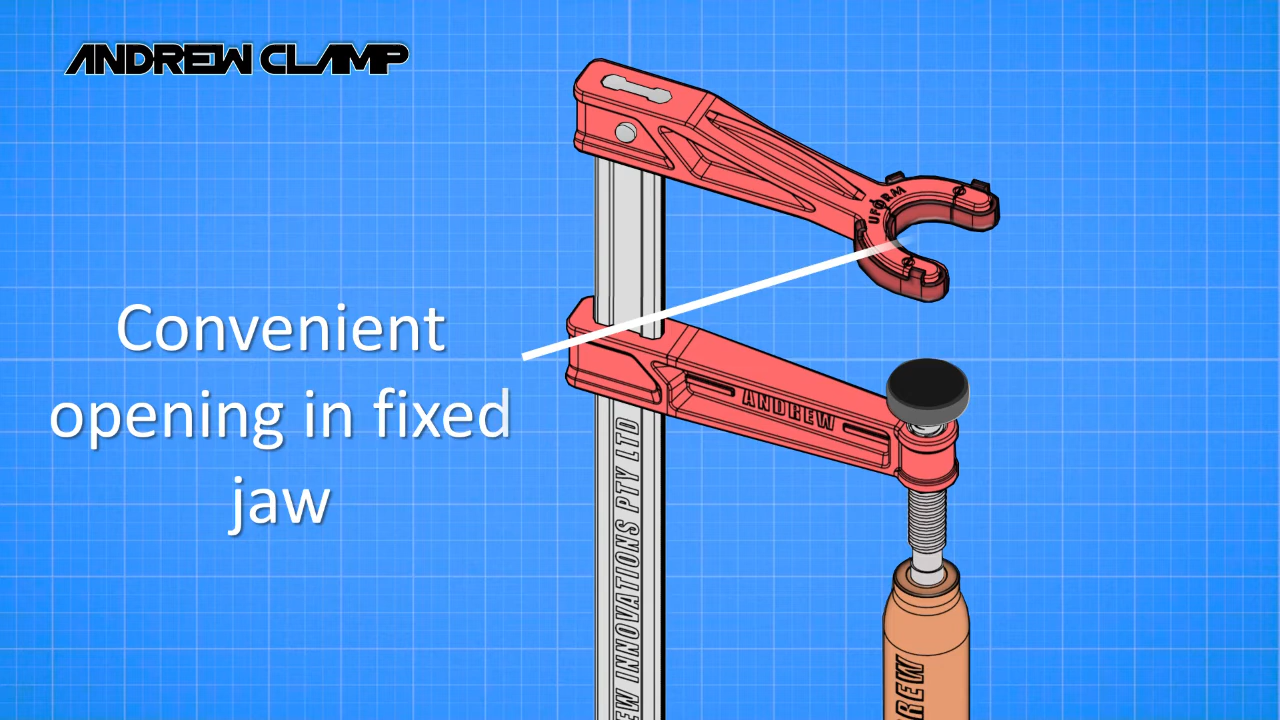 ANDREW CLAMP
UFORM
Convenient
opening in fixed
jaw
ANDREW
EW INNOVATIONS PTY LTD
REW